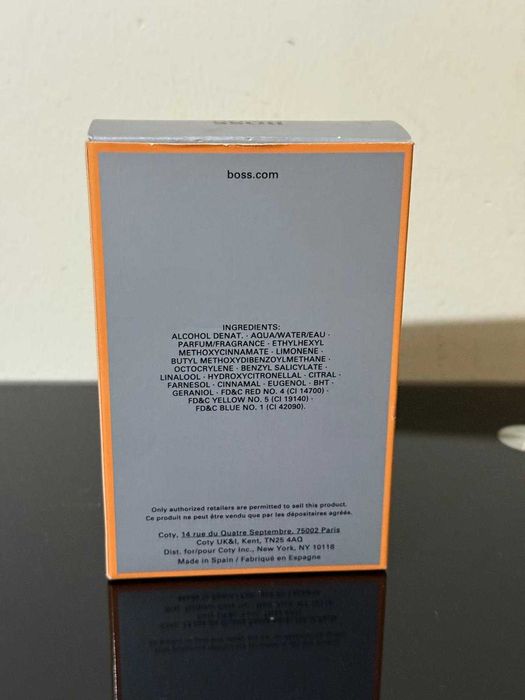 BOSS
boss.com
INGREDIENTS:
ALCOHOL DENAT. · AQUA/WATER/EAU ·
PARFUM/FRAGRANCE · ETHYLHEXYL
METHOXYCINNAMATE · LIMONENE ·
BUTYL METHOXYDIBENZOYLMETHANE ·
OCTOCRYLENE · BENZYL SALICYLATE ·
LINALOOL · HYDROXYCITRONELLAL · CITRAL ·
FARNESOL · CINNAMAL · EUGENOL · BHT ·
GERANIOL · FD&C RED NO. 4 (CI 14700) ·
FD&C YELLOW NO. 5 (CI 19140) ·
FD&C BLUE NO. 1 (CI 42090).
Only authorized retailers are permitted to sell this product.
Ce produit ne peut être vendu que par les dépositaires agréés.
Coty, 14 rue du Quatre Septembre, 75002 Paris
Coty UK&I, Kent, TN25 4AQ
Dist. for/pour Coty Inc., New York, NY 10118
Made in Spain / Fabriqué en Espagne